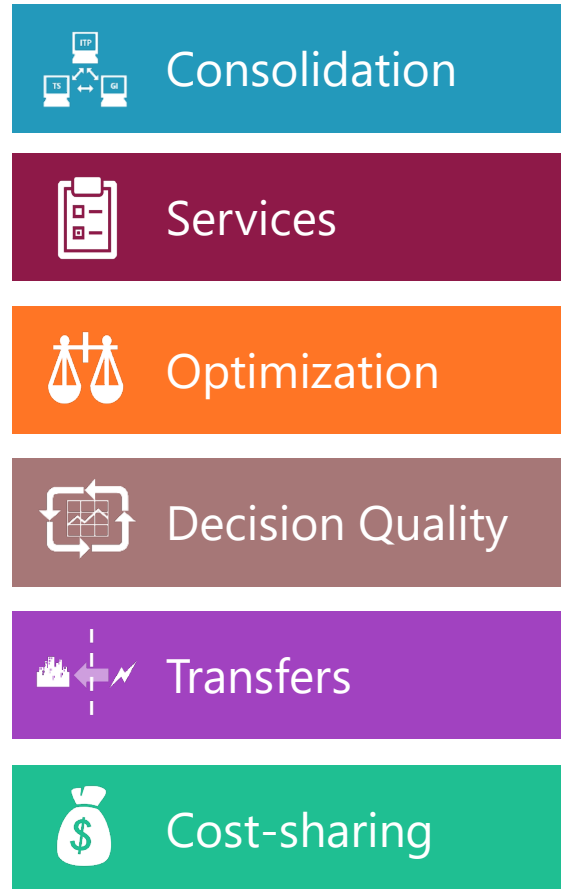 ITP
TS
GI
Consolidation
Services
Optimization
Decision Quality
Transfers
$
Cost-sharing